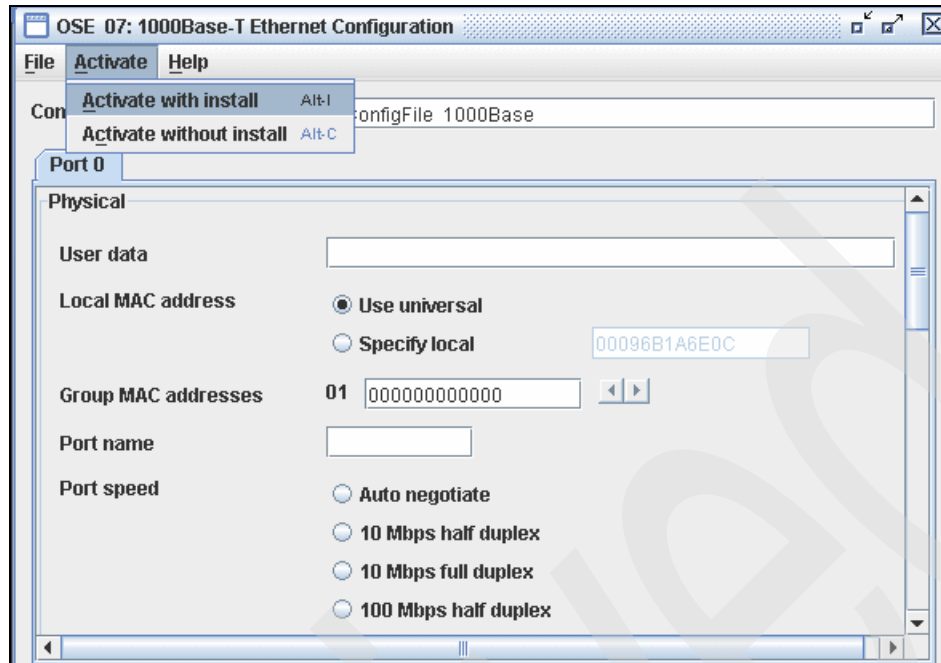 OSE 07: 1000Base-T Ethernet Configuration
File Activate Help
Activate with install Alt-I
Con onfigFile 1000Base
Activate without install Alt-C
Port 0
Physical
User data
Local MAC address Use universal
Specify local 00096B1A6E0C
Group MAC addresses 01 000000000000
Port name
Port speed Auto negotiate
10 Mbps half duplex
10 Mbps full duplex
100 Mbps half duplex